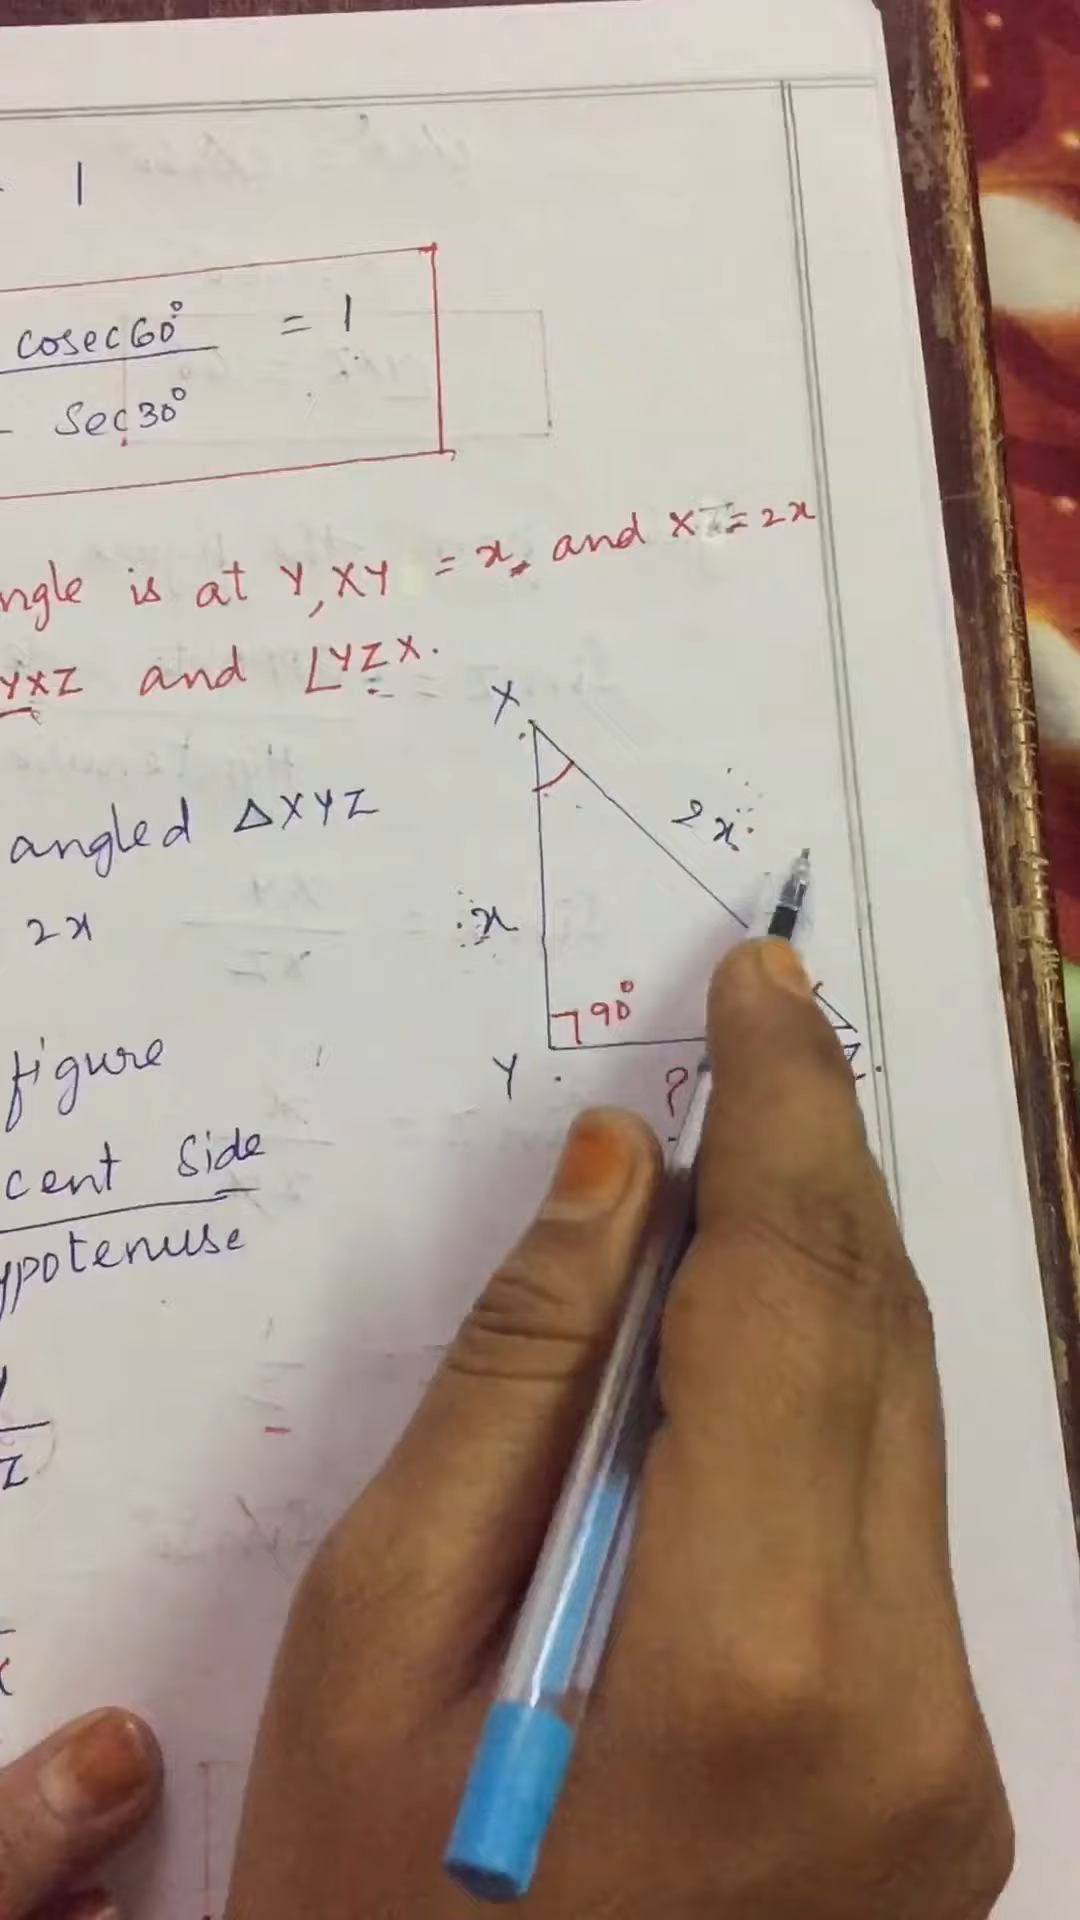 1
cosec60° = 1
Sec30°
ngle is at Y, XY = x, and XZ = 2x
YXZ and ∟YZX.
X
angled ΔXYZ
2x
2x
x
90°
figure
Y
?
Z
cent Side
ypotenuse
Z